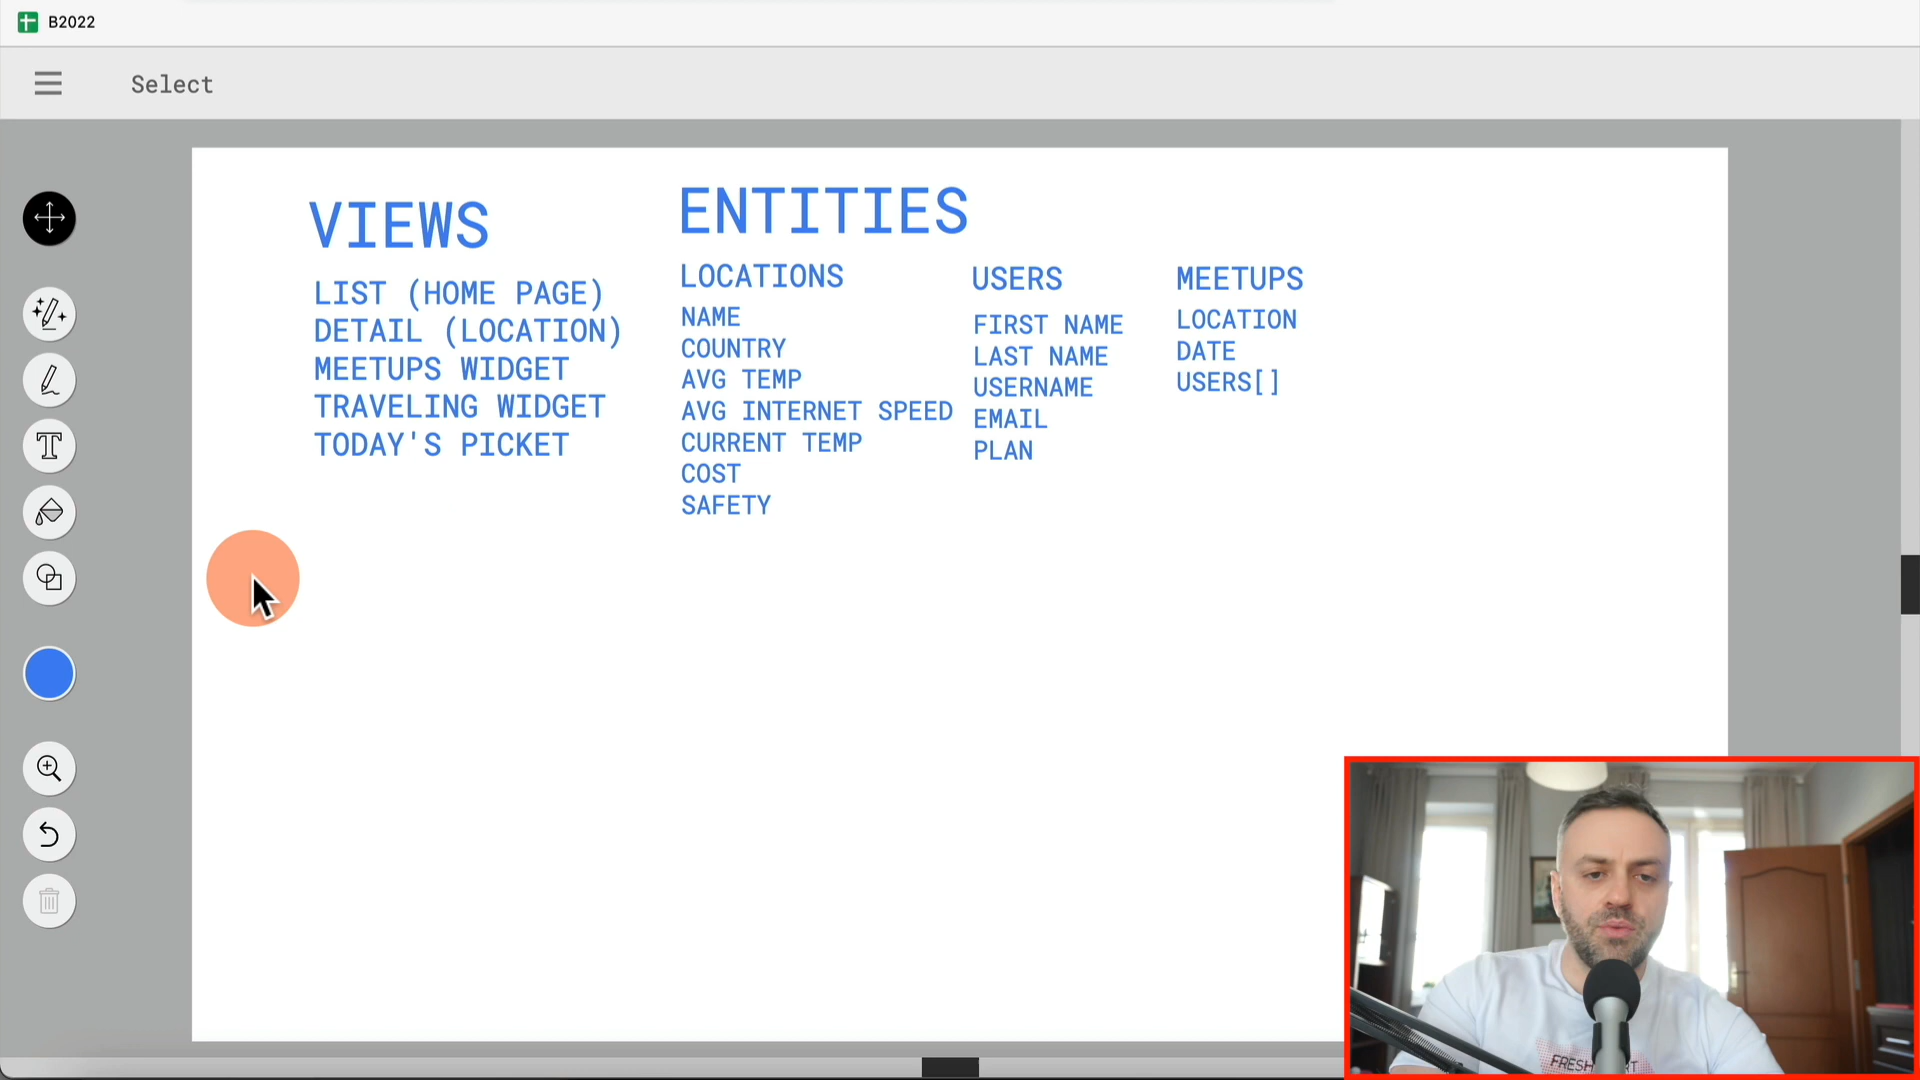 B2022
Select
VIEWS
LIST (HOME PAGE)
DETAIL (LOCATION)
MEETUPS WIDGET
TRAVELING WIDGET
TODAY'S PICKET
ENTITIES
LOCATIONS
NAME
COUNTRY
AVG TEMP
AVG INTERNET SPEED
CURRENT TEMP
COST
SAFETY
USERS
FIRST NAME
LAST NAME
USERNAME
EMAIL
PLAN
MEETUPS
LOCATION
DATE
USERS[]